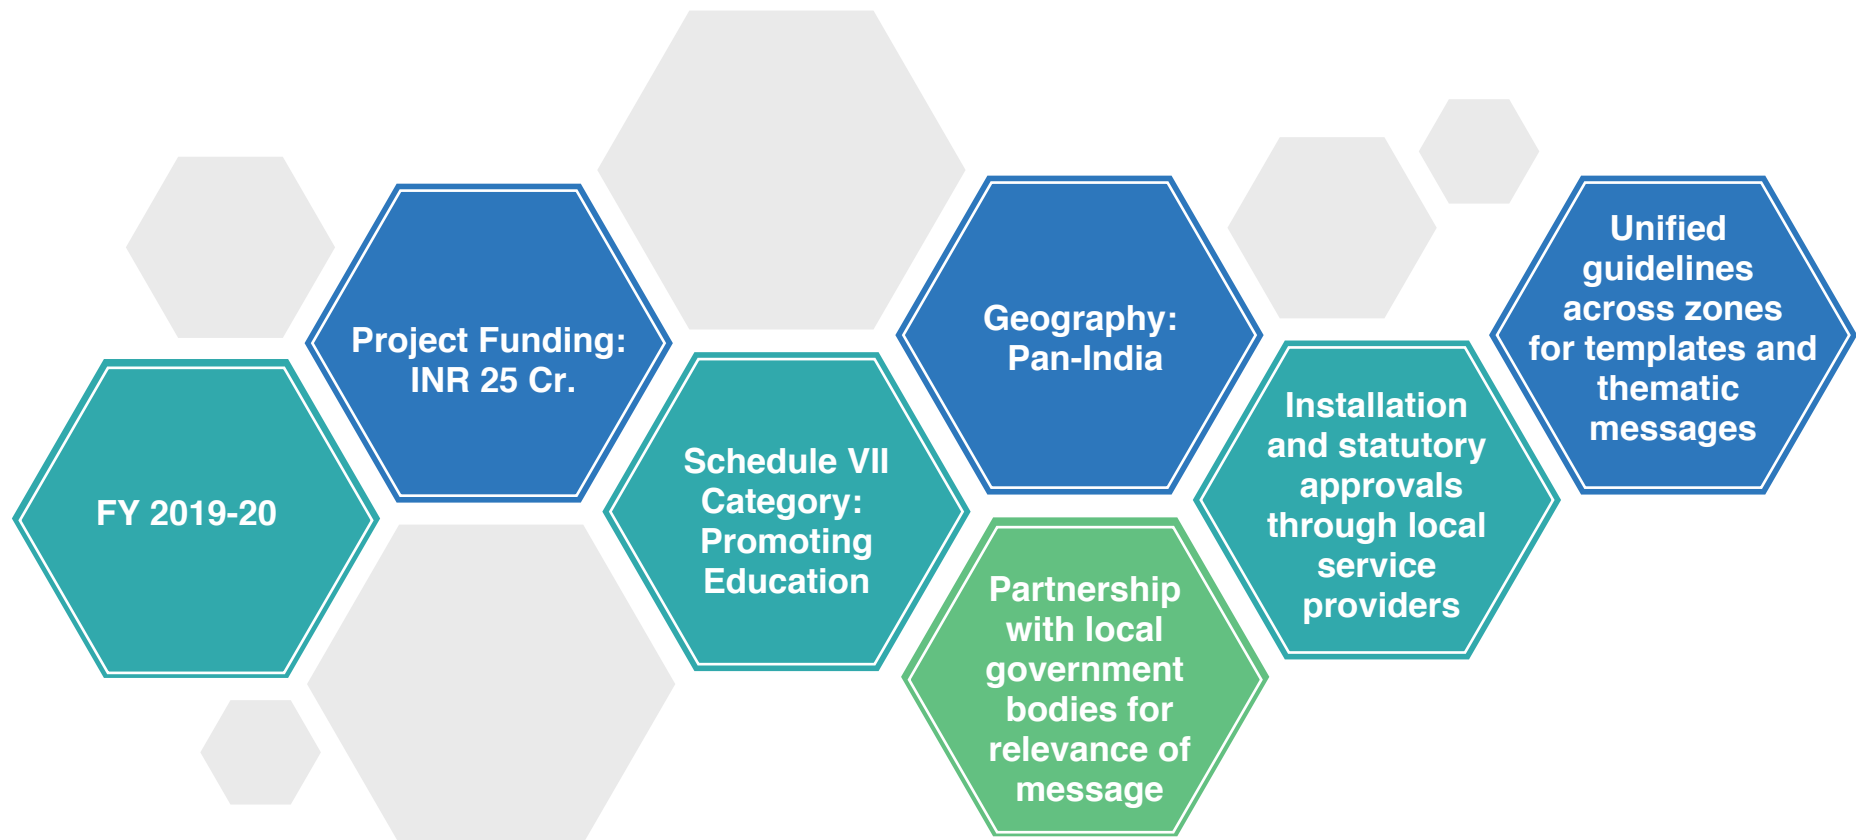 FY 2019-20
Project Funding:
INR 25 Cr.
Schedule VII
Category:
Promoting
Education
Geography:
Pan-India
Partnership
with local
government
bodies for
relevance of
message
Installation
and statutory
approvals
through local
service
providers
Unified
guidelines
across zones
for templates and
thematic
messages